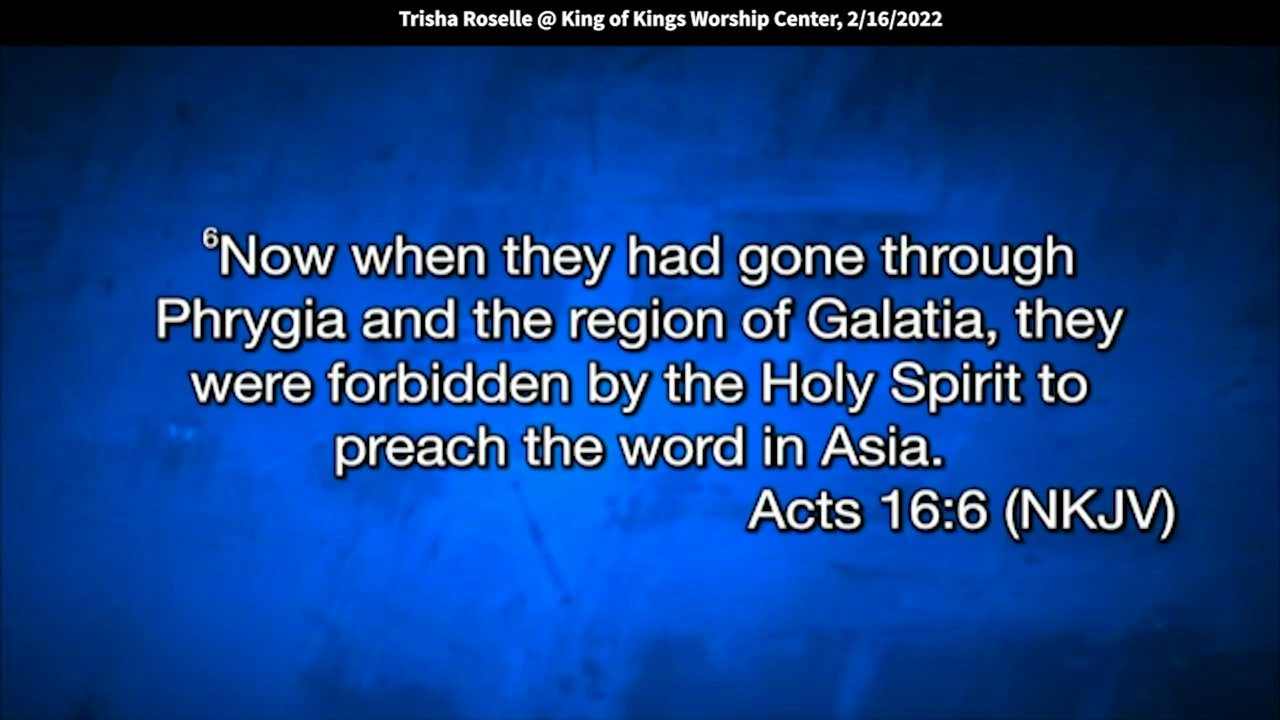 Trisha Roselle @ King of Kings Worship Center, 2/16/2022
⁶Now when they had gone through
Phrygia and the region of Galatia, they
were forbidden by the Holy Spirit to
preach the word in Asia.
Acts 16:6 (NKJV)